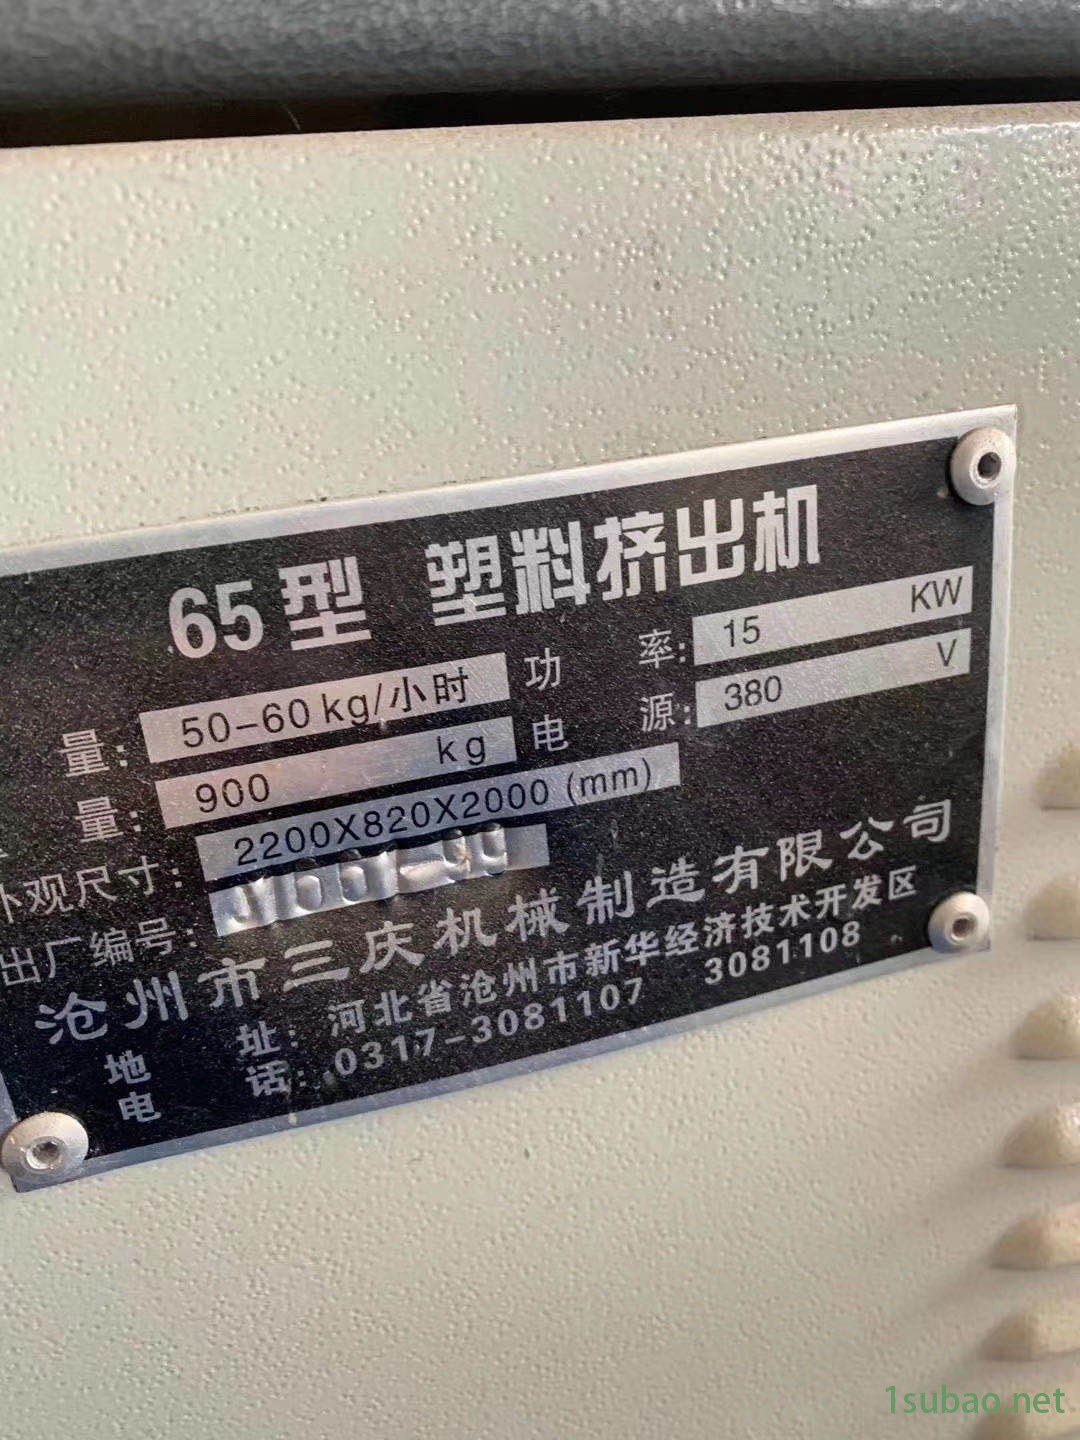 65型 塑料挤出机
量: 50-60kg/小时 功 率: 15 KW
量: 900 kg 电 源: 380 V
外观尺寸: 2200X820X2000 (mm)
出厂编号:
沧州市三庆机械制造有限公司
地 址: 河北省沧州市新华经济技术开发区
电 话: 0317-3081107 3081108
1subao.net